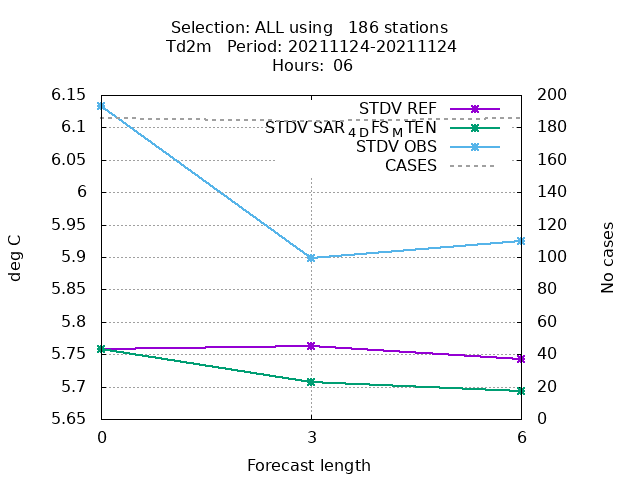 Selection: ALL using 186 stations
Td2m Period: 20211124-20211124
Hours: 06
6.15 200
STDV REF
6.1 STDV SAR4DFSMTEN 180
STDV OBS
6.05 CASES 160
6 140
5.95 120
5.9 100
5.85 80
5.8 60
5.75 40
5.7 20
5.65 0
deg C
No cases
0 3 6
Forecast length